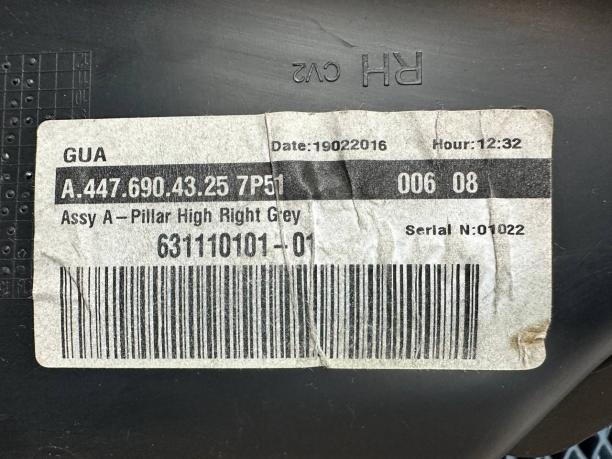 RH CV2
GUA Date:19022016 Hour:12:32
A.447.690.43.25 7P51 006 08
Assy A-Pillar High Right Grey
631110101-01 Serial N:01022